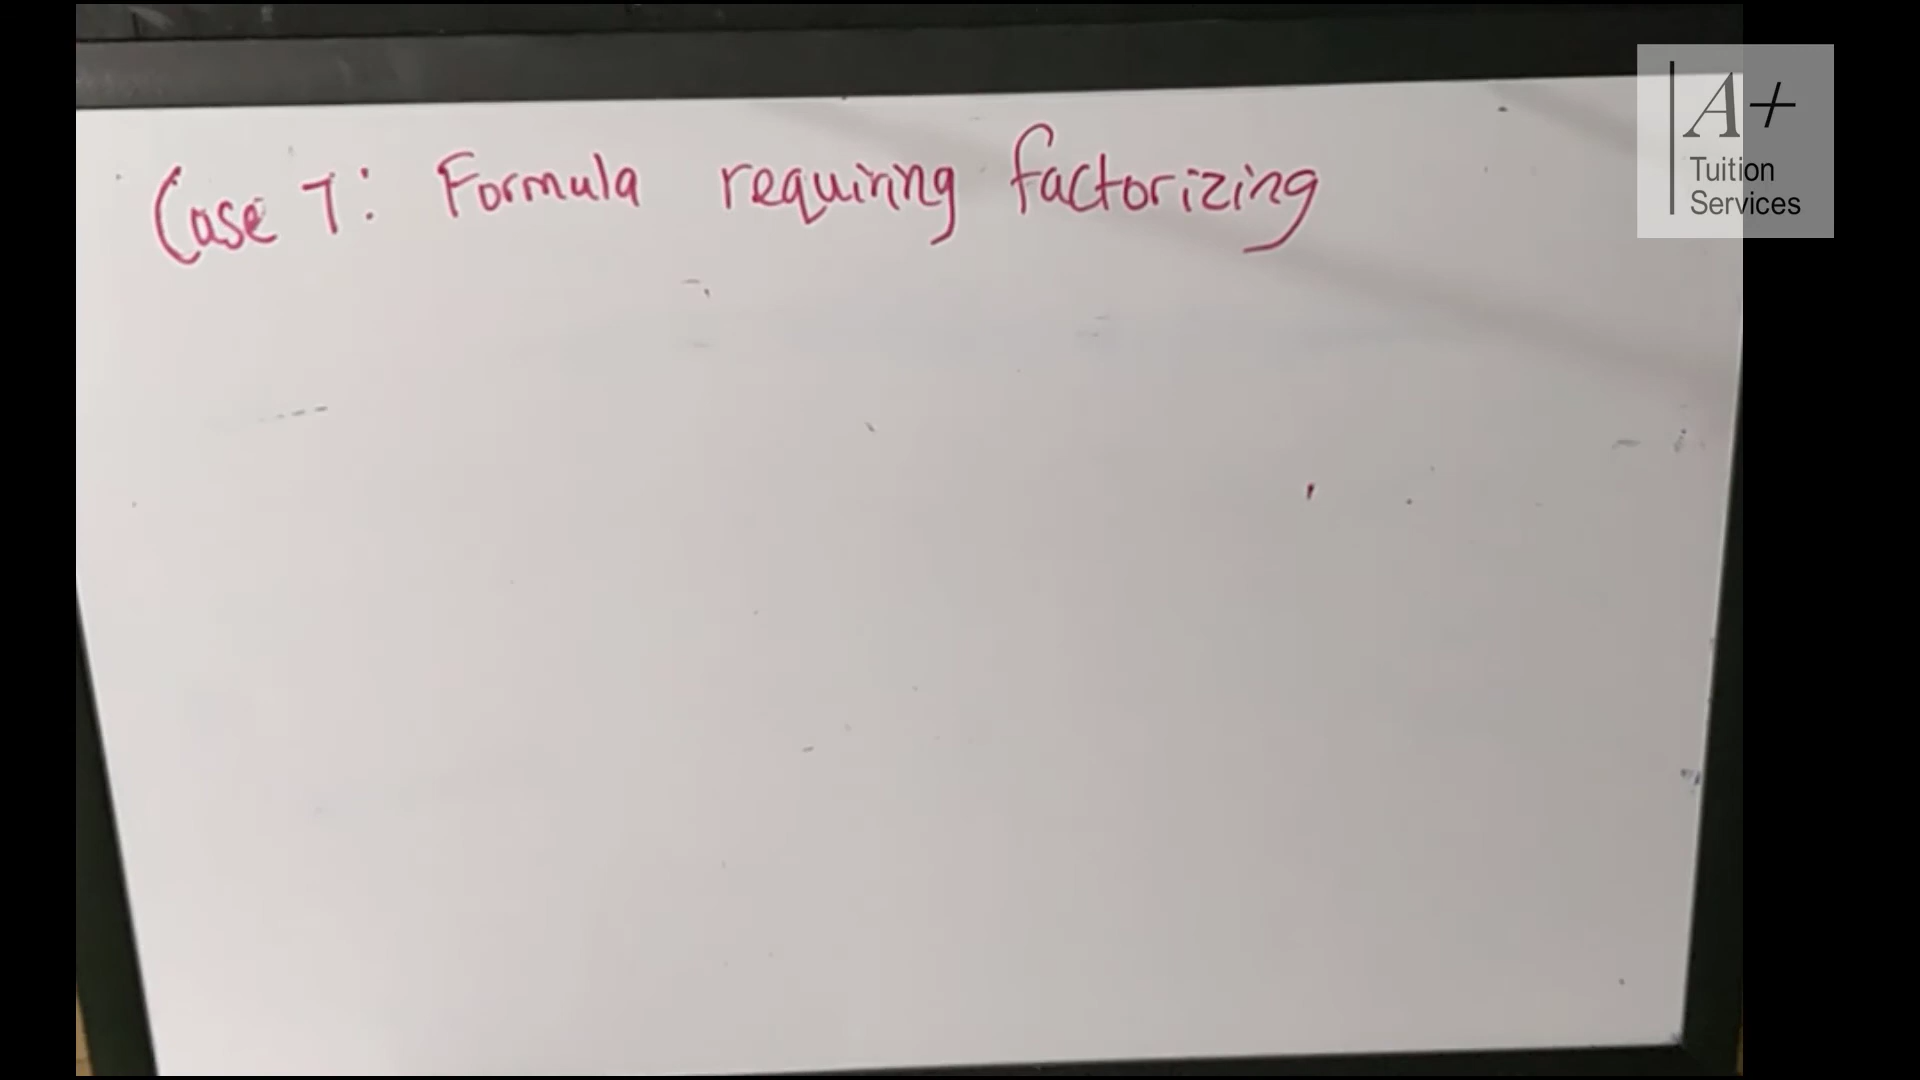 Case 7: Formula requiring factorizing
A+
Tuition
Services